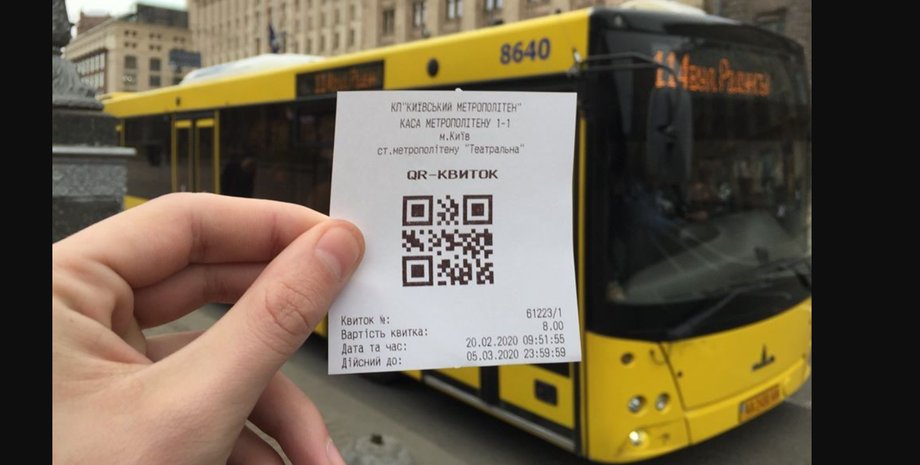 8640
114
КП"КИЇВСЬКИЙ МЕТРОПОЛІТЕН"
КАСА МЕТРОПОЛІТЕНУ 1-1
м.Київ
ст.метрополітену "Театральна"
QR-КВИТОК
Квиток №: 61223/1
Вартість квитка: 8.00
Дата та час: 20.02.2020 09:51:55
Дійсний до: 05.03.2020 23:59:59